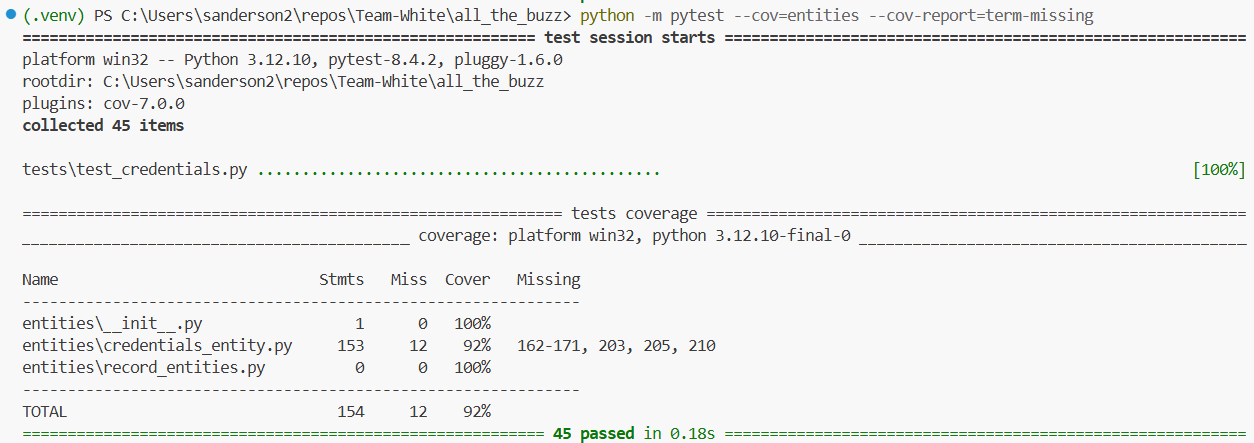 (.venv) PS C:\Users\sanderson2\repos\Team-White\all_the_buzz> python -m pytest --cov=entities --cov-report=term-missing
======================================================== test session starts =========================================================
platform win32 -- Python 3.12.10, pytest-8.4.2, pluggy-1.6.0
rootdir: C:\Users\sanderson2\repos\Team-White\all_the_buzz
plugins: cov-7.0.0
collected 45 items

tests\test_credentials.py ............................................. [100%]

=========================================================== tests coverage ===========================================================
___________________________________________ coverage: platform win32, python 3.12.10-final-0 ___________________________________________

Name                             Stmts   Miss  Cover   Missing
--------------------------------------------------------------
entities\__init__.py                 1      0   100%
entities\credentials_entity.py     153     12    92%   162-171, 203, 205, 210
entities\record_entities.py          0      0   100%
--------------------------------------------------------------
TOTAL                              154     12    92%
========================================================= 45 passed in 0.18s =========================================================